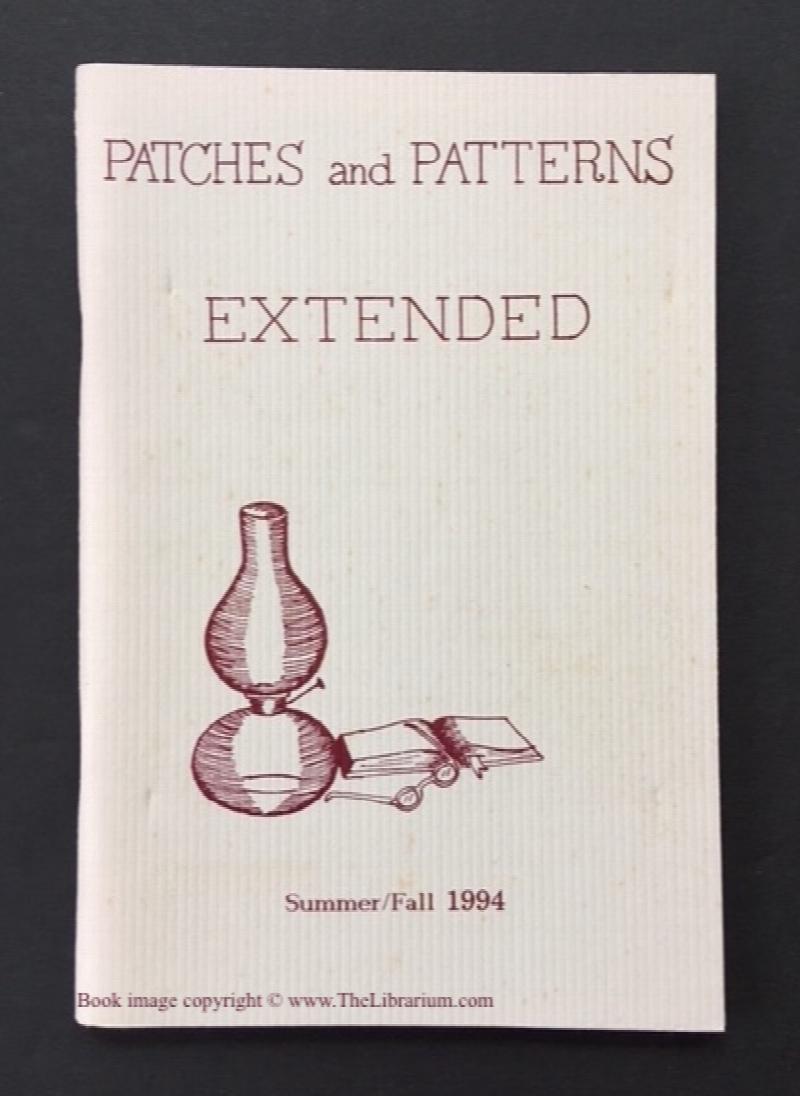 PATCHES and PATTERNS
EXTENDED
Summer/Fall 1994
Book image copyright © www.TheLibrarium.com